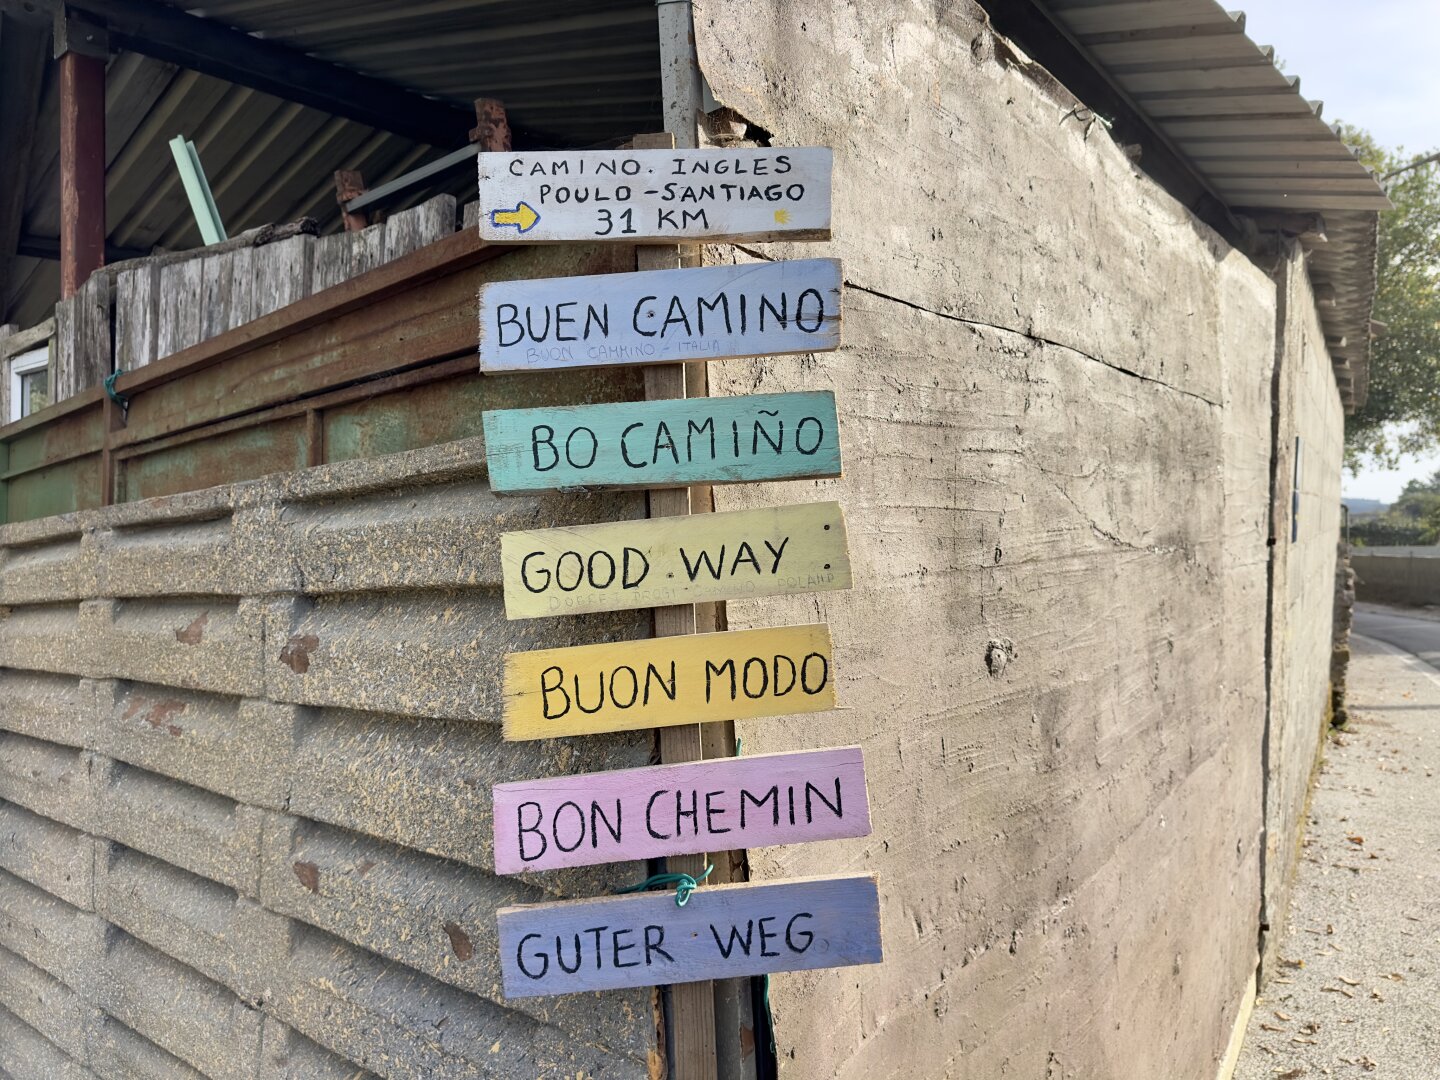 CAMINO. INGLES
POULO - SANTIAGO
31 KM
BUEN CAMINO
BUON CAMMINO - ITALIA
BO CAMIÑO
GOOD . WAY :
POLAND
BUON MODO
BON CHEMIN
GUTER WEG